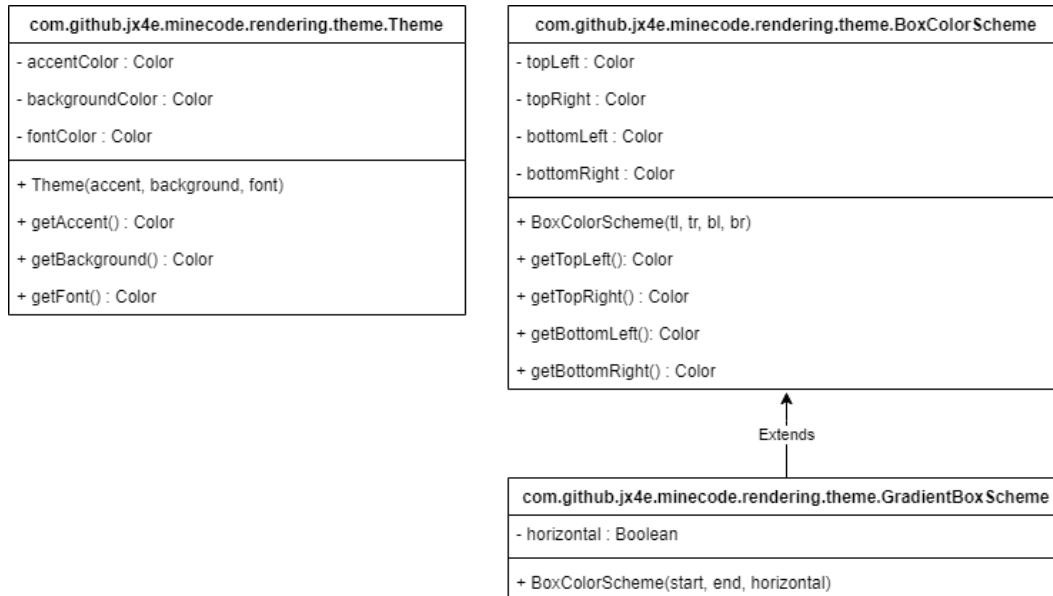 com.github.jx4e.minecode.rendering.theme.Theme
- accentColor : Color
- backgroundColor : Color
- fontColor : Color
+ Theme(accent, background, font)
+ getAccent() : Color
+ getBackground() : Color
+ getFont() : Color
com.github.jx4e.minecode.rendering.theme.BoxColorScheme
- topLeft : Color
- topRight : Color
- bottomLeft : Color
- bottomRight : Color
+ BoxColorScheme(tl, tr, bl, br)
+ getTopLeft(): Color
+ getTopRight() : Color
+ getBottomLeft(): Color
+ getBottomRight() : Color
Extends
com.github.jx4e.minecode.rendering.theme.GradientBoxScheme
- horizontal : Boolean
+ BoxColorScheme(start, end, horizontal)